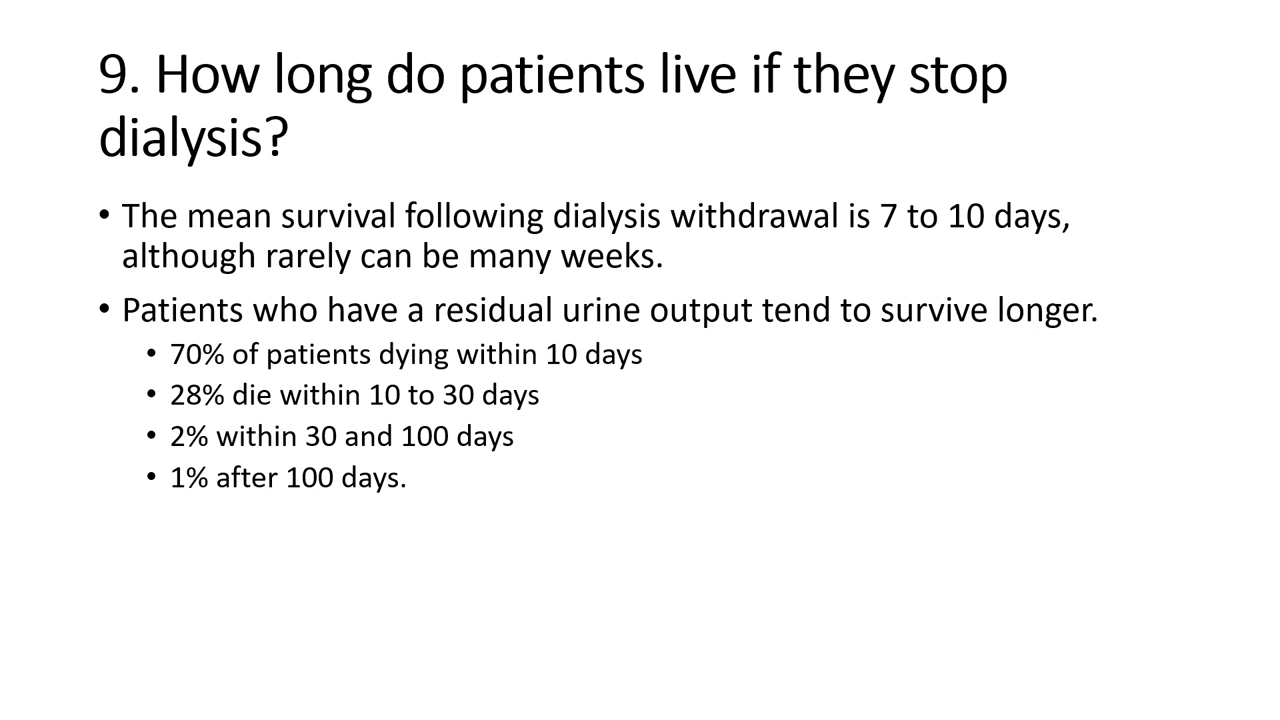 9. How long do patients live if they stop
dialysis?
• The mean survival following dialysis withdrawal is 7 to 10 days,
although rarely can be many weeks.
• Patients who have a residual urine output tend to survive longer.
• 70% of patients dying within 10 days
• 28% die within 10 to 30 days
• 2% within 30 and 100 days
• 1% after 100 days.